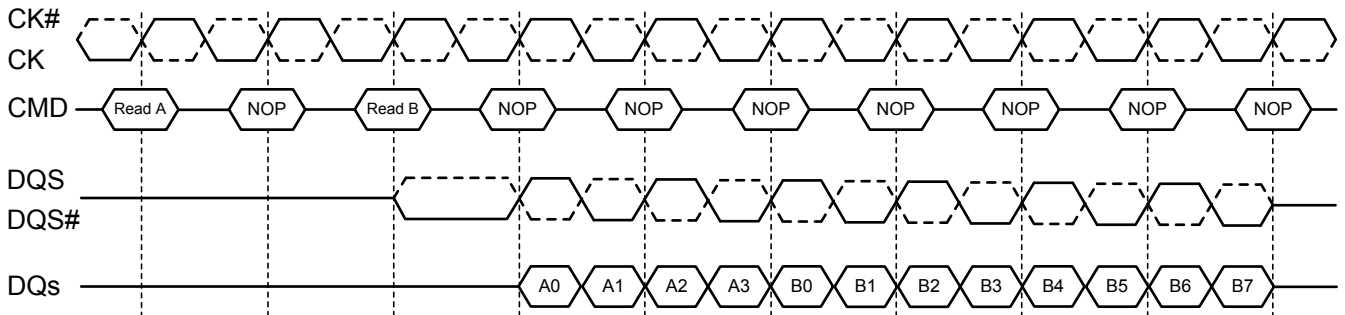 CK#
CK
CMD Read A NOP Read B NOP NOP NOP NOP NOP NOP NOP
DQS
DQS#
DQs A0 A1 A2 A3 B0 B1 B2 B3 B4 B5 B6 B7